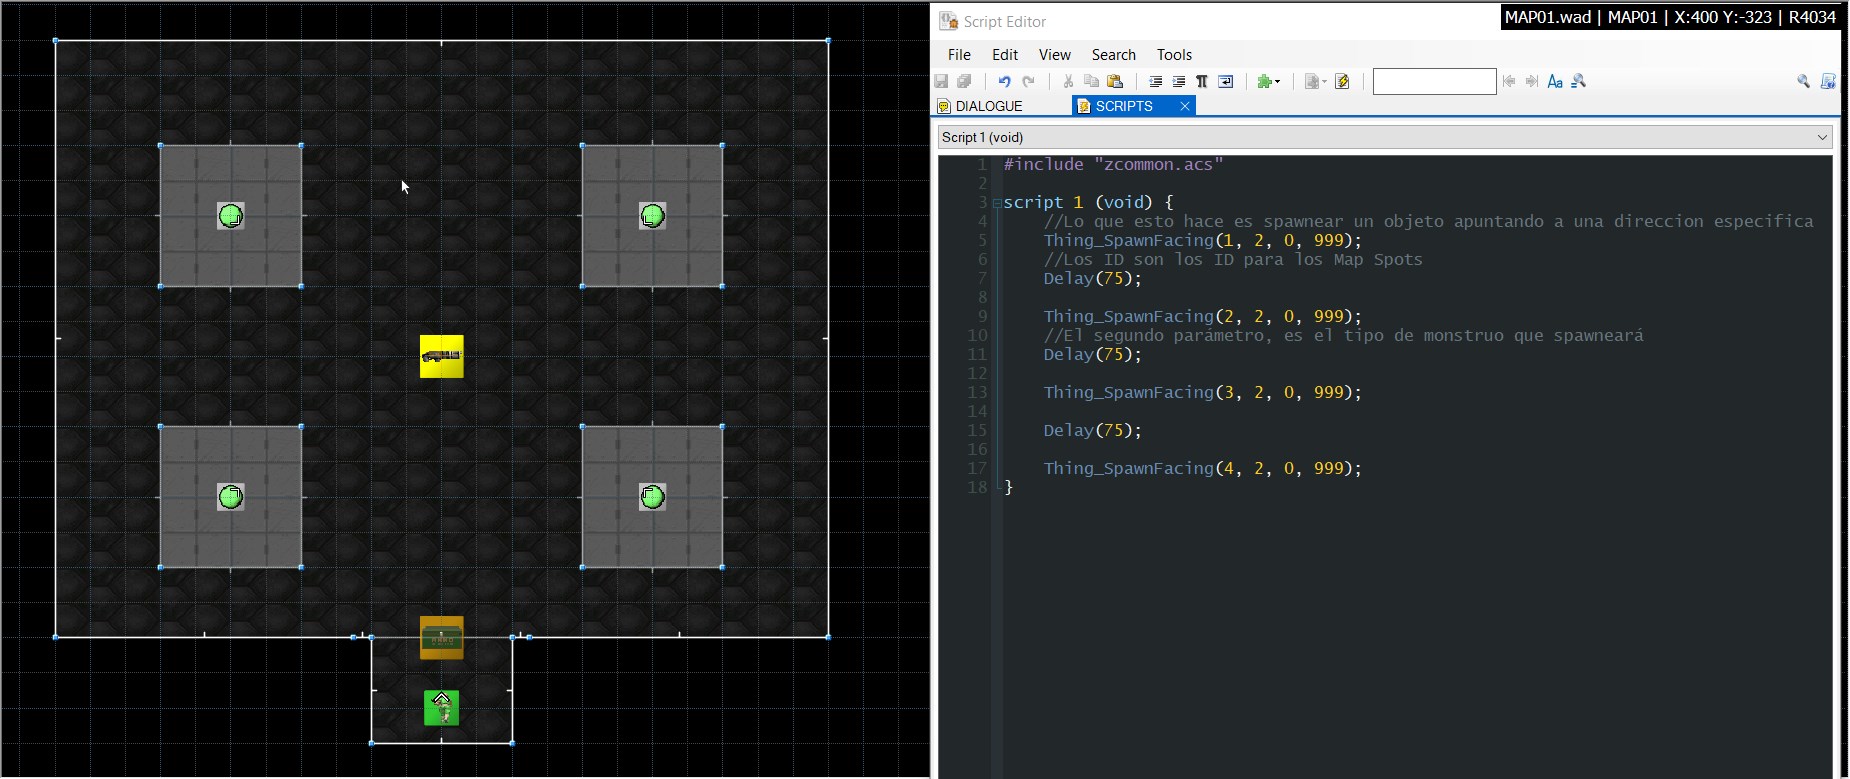 Script Editor
MAP01.wad | MAP01 | X:400 Y:-323 | R4034
File Edit View Search Tools
DIALOGUE SCRIPTS
Script 1 (void)
1 #include "zcommon.acs"
2
3 script 1 (void) {
4 //Lo que esto hace es spawnear un objeto apuntando a una direccion especifica
5 Thing_SpawnFacing(1, 2, 0, 999);
6 //Los ID son los ID para los Map Spots
7 Delay(75);
8
9 Thing_SpawnFacing(2, 2, 0, 999);
10 //El segundo parámetro, es el tipo de monstruo que spawneará
11 Delay(75);
12
13 Thing_SpawnFacing(3, 2, 0, 999);
14
15 Delay(75);
16
17 Thing_SpawnFacing(4, 2, 0, 999);
18 }